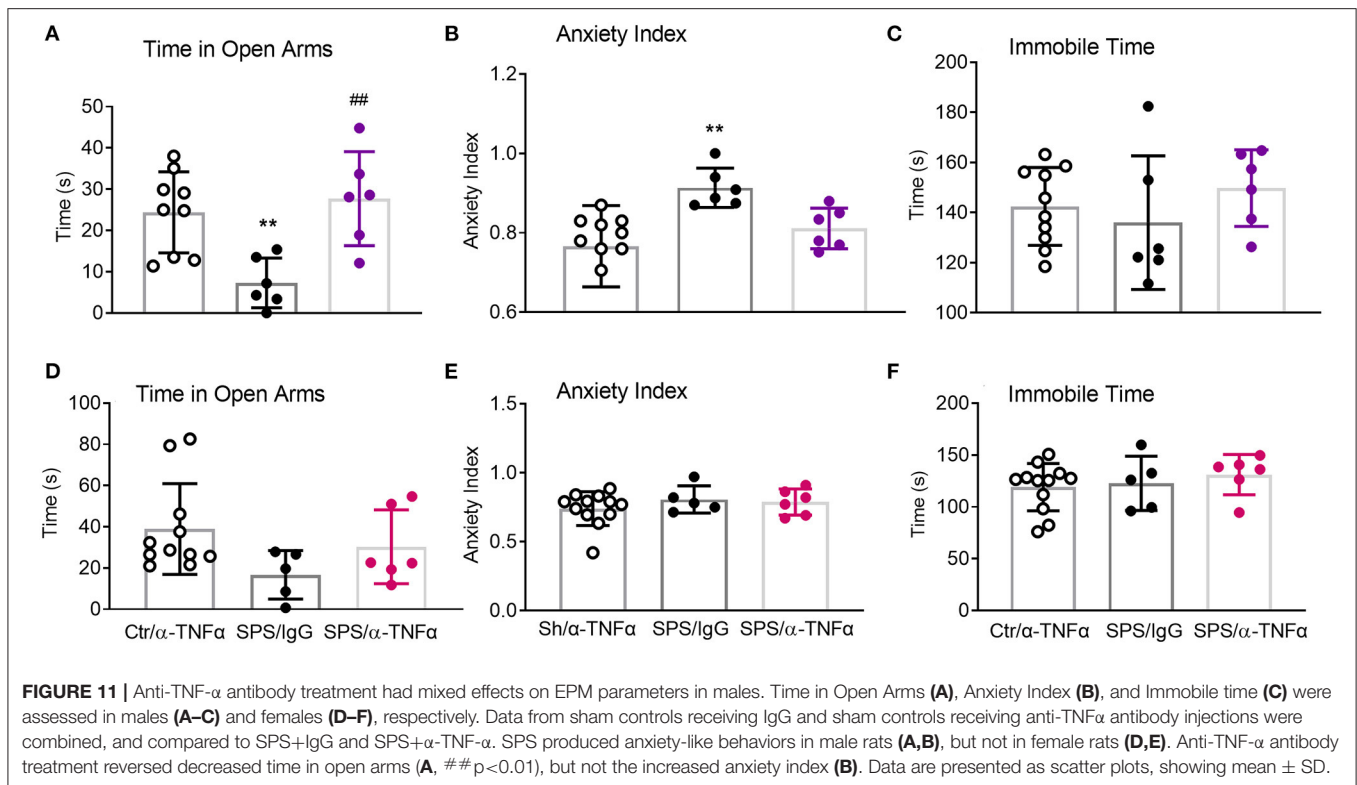 A
Time in Open Arms
Time (s)
50
40
30
20
10
0
**
##
B
Anxiety Index
Anxiety Index
1.2
1.0
0.8
0.6
**
C
Immobile Time
Time (s)
200
180
160
140
120
100
D
Time in Open Arms
Time (s)
100
80
60
40
20
0
Ctr/α-TNFα SPS/IgG SPS/α-TNFα
E
Anxiety Index
Anxiety Index
1.5
1.0
0.5
0.0
Sh/α-TNFα SPS/IgG SPS/α-TNFα
F
Immobile Time
Time (s)
200
150
100
50
0
Ctr/α-TNFα SPS/IgG SPS/α-TNFα
FIGURE 11 | Anti-TNF-α antibody treatment had mixed effects on EPM parameters in males. Time in Open Arms (A), Anxiety Index (B), and Immobile time (C) were
assessed in males (A–C) and females (D–F), respectively. Data from sham controls receiving IgG and sham controls receiving anti-TNFα antibody injections were
combined, and compared to SPS+IgG and SPS+α-TNF-α. SPS produced anxiety-like behaviors in male rats (A,B), but not in female rats (D,E). Anti-TNF-α antibody
treatment reversed decreased time in open arms (A, ##p<0.01), but not the increased anxiety index (B). Data are presented as scatter plots, showing mean ± SD.